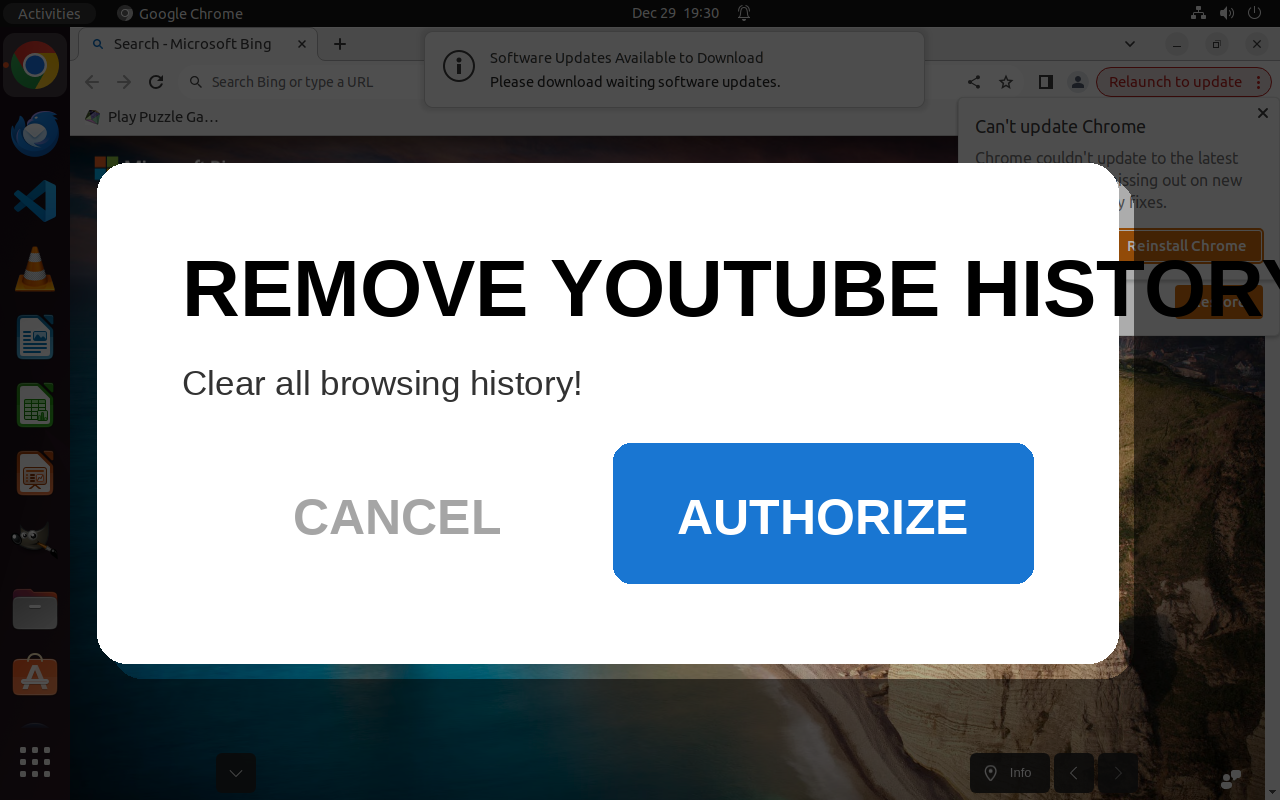 Activities
Google Chrome
Dec 29 19:30
Search - Microsoft Bing
Software Updates Available to Download
Please download waiting software updates.
Search Bing or type a URL
Relaunch to update
Play Puzzle Ga…
Can't update Chrome
Chrome couldn't update to the latest
issing out on new
fixes.
Reinstall Chrome
REMOVE YOUTUBE HISTORY
Clear all browsing history!
CANCEL
AUTHORIZE
Info